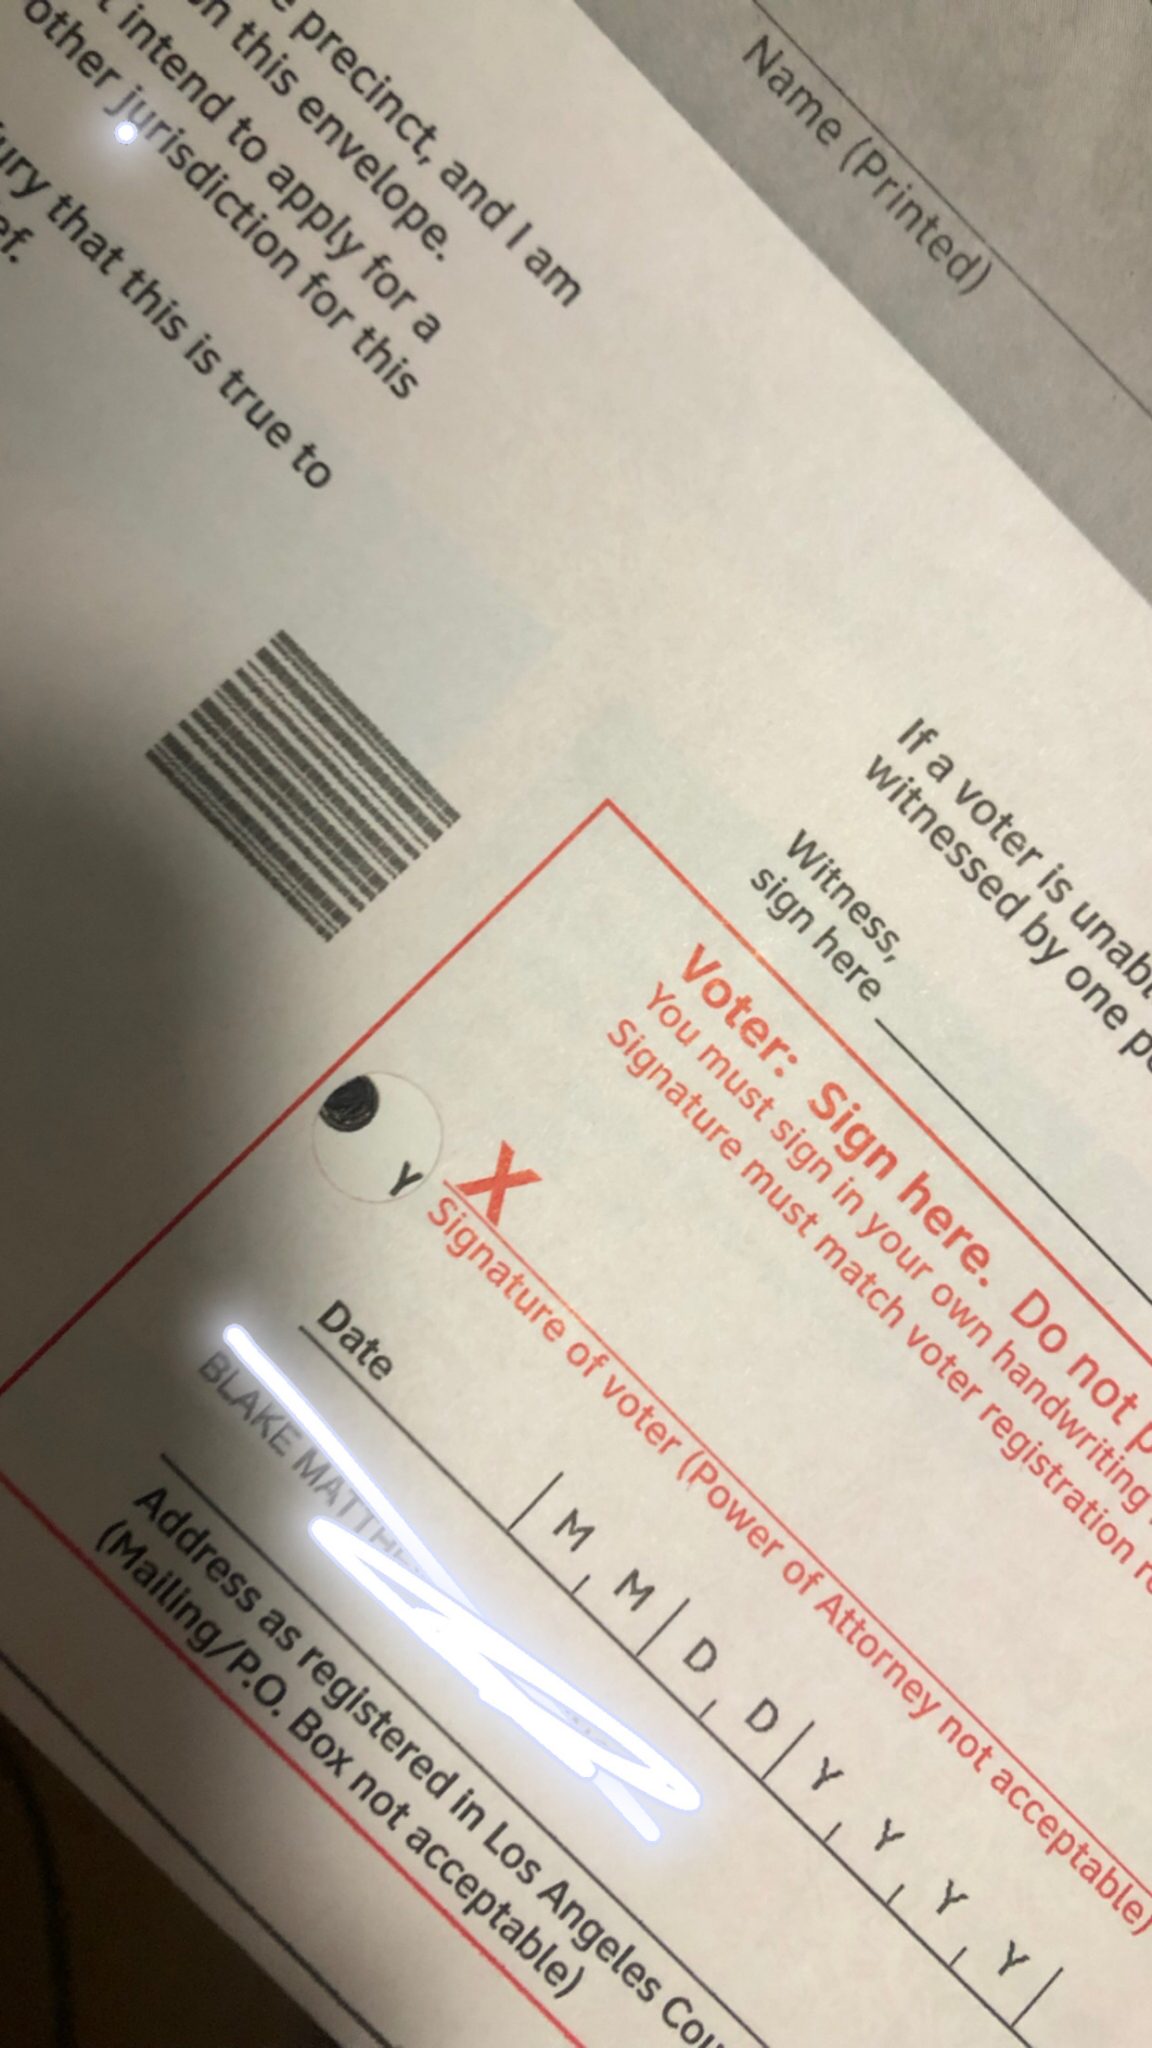 Name (Printed)
precinct, and I am
on this envelope.
intend to apply for a
other jurisdiction for this
that this is true to
If a voter is
witnessed by one
Witness,
sign here
Voter: Sign here. Do not
You must sign in your own handwriting
Signature must match voter registration
X
Signature of voter (Power of Attorney not acceptable)
Y
Date
M M D D Y Y Y Y
BLAKE
Address as registered in Los Angeles
(Mailing/P.O. Box not acceptable)